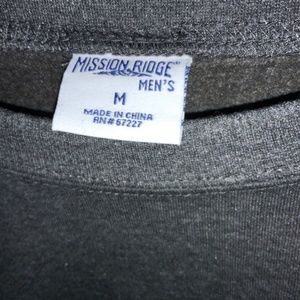 MISSION RIDGE
MEN'S
M
MADE IN CHINA
RN# 67227